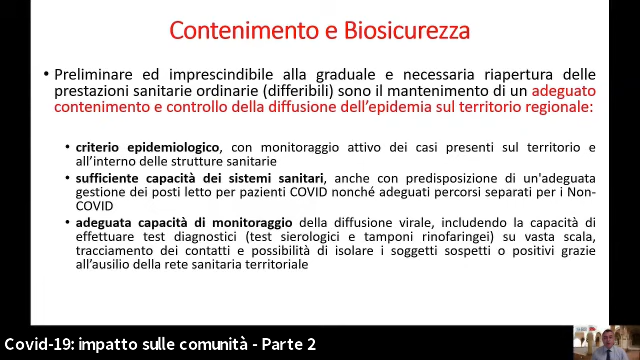 Contenimento e Biosicurezza
• Preliminare ed imprescindibile alla graduale e necessaria riapertura delle
prestazioni sanitarie ordinarie (differibili) sono il mantenimento di un adeguato
contenimento e controllo della diffusione dell'epidemia sul territorio regionale:
• criterio epidemiologico, con monitoraggio attivo dei casi presenti sul territorio e
all'interno delle strutture sanitarie
• sufficiente capacità dei sistemi sanitari, anche con predisposizione di un'adeguata
gestione dei posti letto per pazienti COVID nonché adeguati percorsi separati per i Non-
COVID
• adeguata capacità di monitoraggio della diffusione virale, includendo la capacità di
effettuare test diagnostici (test sierologici e tamponi rinofaringei) su vasta scala,
tracciamento dei contatti e possibilità di isolare i soggetti sospetti o positivi grazie
all'ausilio della rete sanitaria territoriale
Covid-19: impatto sulle comunità - Parte 2